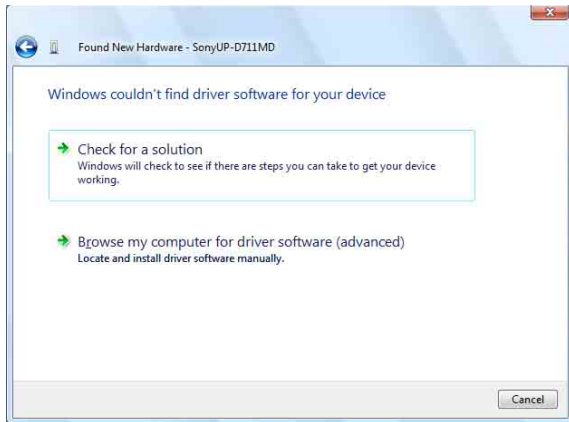 Found New Hardware - SonyUP-D711MD
Windows couldn't find driver software for your device
Check for a solution
Windows will check to see if there are steps you can take to get your device
working.
Browse my computer for driver software (advanced)
Locate and install driver software manually.
Cancel